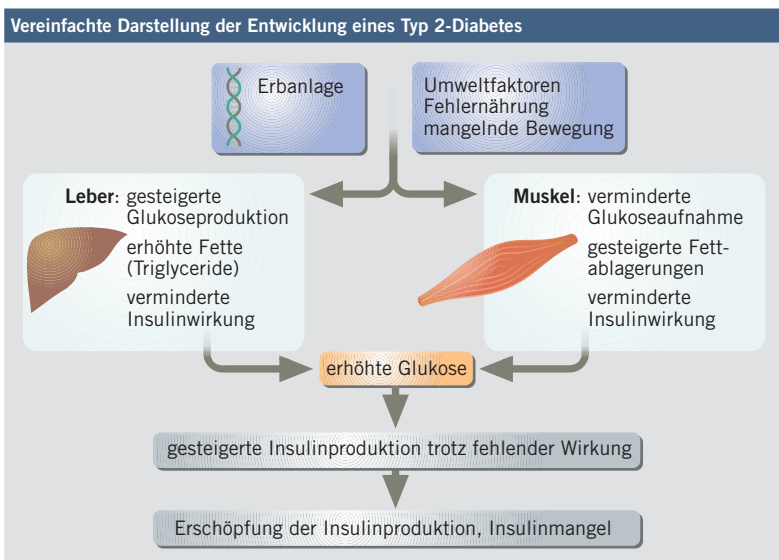 Vereinfachte Darstellung der Entwicklung eines Typ 2-Diabetes
Erbanlage
Umweltfaktoren
Fehlernährung
mangelnde Bewegung
Leber: gesteigerte
Glukoseproduktion
erhöhte Fette
(Triglyceride)
verminderte
Insulinwirkung
Muskel: verminderte
Glukoseaufnahme
gesteigerte Fett-
ablagerungen
verminderte
Insulinwirkung
erhöhte Glukose
gesteigerte Insulinproduktion trotz fehlender Wirkung
Erschöpfung der Insulinproduktion, Insulinmangel